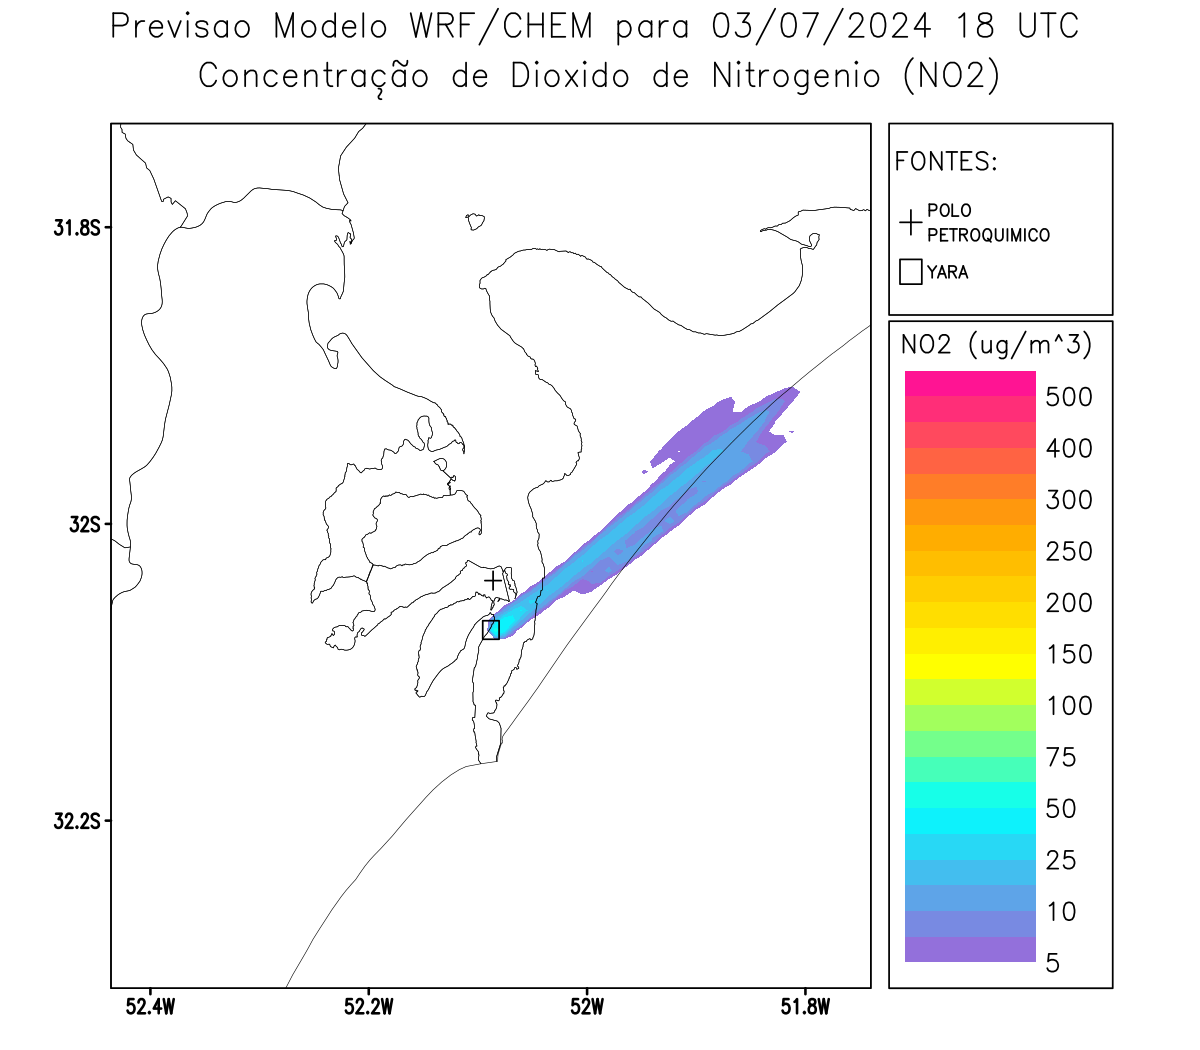 Previsao Modelo WRF/CHEM para 03/07/2024 18 UTC
Concentração de Dioxido de Nitrogenio (NO2)
FONTES:
POLO
PETROQUIMICO
YARA
NO2 (ug/m^3)
500
400
300
250
200
150
100
75
50
25
10
5
31.8S
32S
32.2S
52.4W
52.2W
52W
51.8W